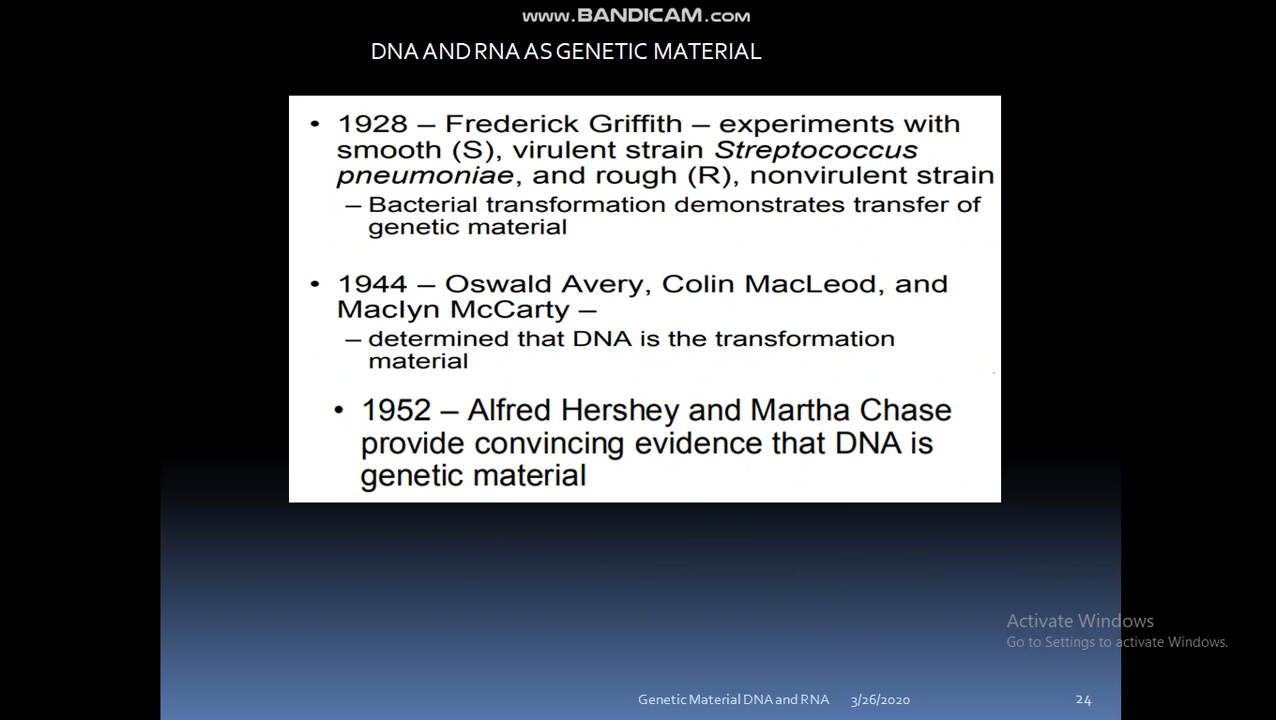 www.BANDICAM.com
DNA AND RNA AS GENETIC MATERIAL
• 1928 – Frederick Griffith – experiments with
smooth (S), virulent strain Streptococcus
pneumoniae, and rough (R), nonvirulent strain
– Bacterial transformation demonstrates transfer of
genetic material
• 1944 – Oswald Avery, Colin MacLeod, and
Maclyn McCarty –
– determined that DNA is the transformation
material
• 1952 – Alfred Hershey and Martha Chase
provide convincing evidence that DNA is
genetic material
Activate Windows
Go to Settings to activate Windows.
Genetic Material DNA and RNA 3/26/2020 24